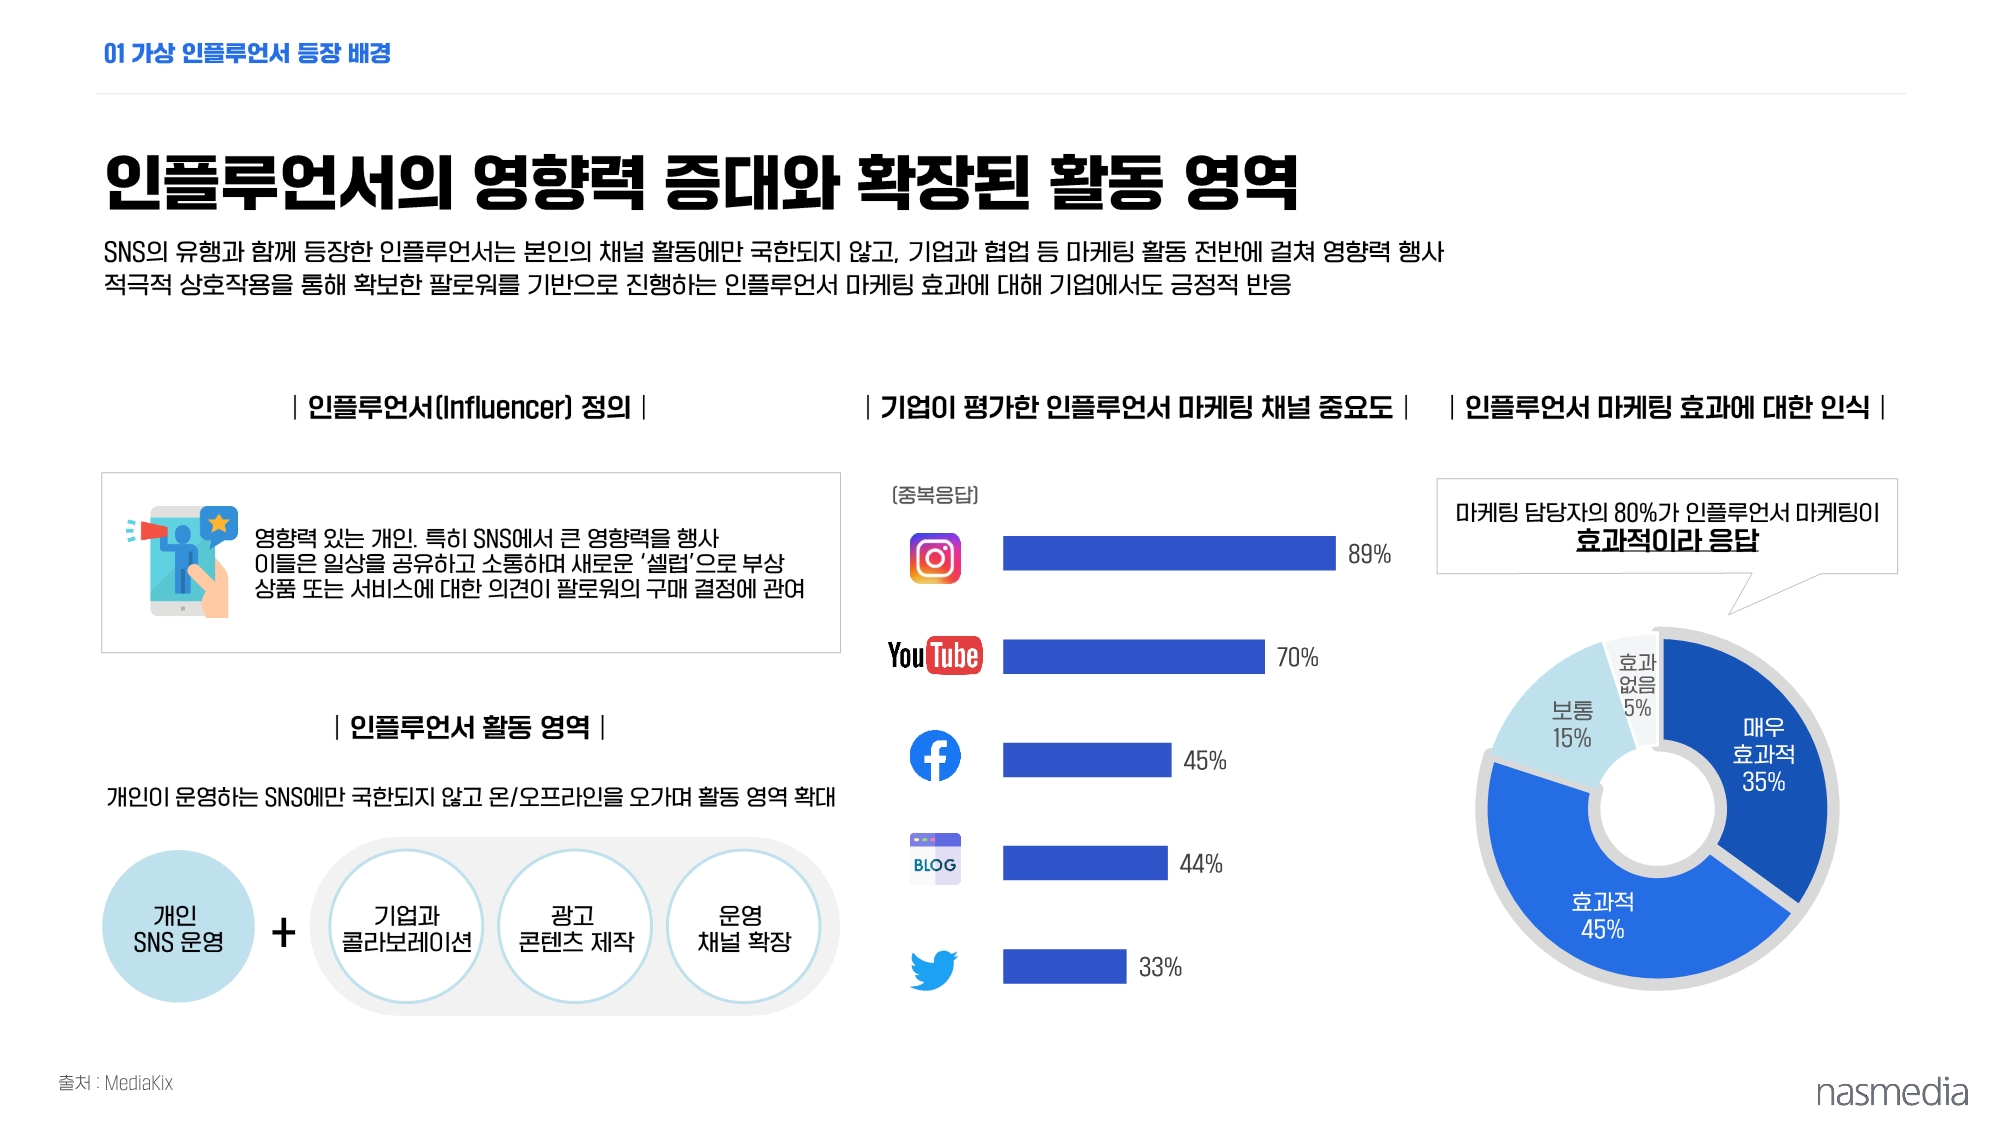 01 가상 인플루언서 등장 배경
인플루언서의 영향력 증대와 확장된 활동 영역
SNS의 유행과 함께 등장한 인플루언서는 본인의 채널 활동에만 국한되지 않고, 기업과 협업 등 마케팅 활동 전반에 걸쳐 영향력 행사
적극적 상호작용을 통해 확보한 팔로워를 기반으로 진행하는 인플루언서 마케팅 효과에 대해 기업에서도 긍정적 반응
| 인플루언서(Influencer) 정의 |
영향력 있는 개인. 특히 SNS에서 큰 영향력을 행사
이들은 일상을 공유하고 소통하며 새로운 ‘셀럽’으로 부상
상품 또는 서비스에 대한 의견이 팔로워의 구매 결정에 관여
| 인플루언서 활동 영역 |
개인이 운영하는 SNS에만 국한되지 않고 온/오프라인을 오가며 활동 영역 확대
개인
SNS 운영
+
기업과
콜라보레이션
광고
콘텐츠 제작
운영
채널 확장
| 기업이 평가한 인플루언서 마케팅 채널 중요도 |
(중복응답)
89%
YouTube
70%
45%
BLOG
44%
33%
| 인플루언서 마케팅 효과에 대한 인식 |
마케팅 담당자의 80%가 인플루언서 마케팅이
효과적이라 응답
효과
없음
5%
보통
15%
매우
효과적
35%
효과적
45%
출처 : MediaKix
nasmedia